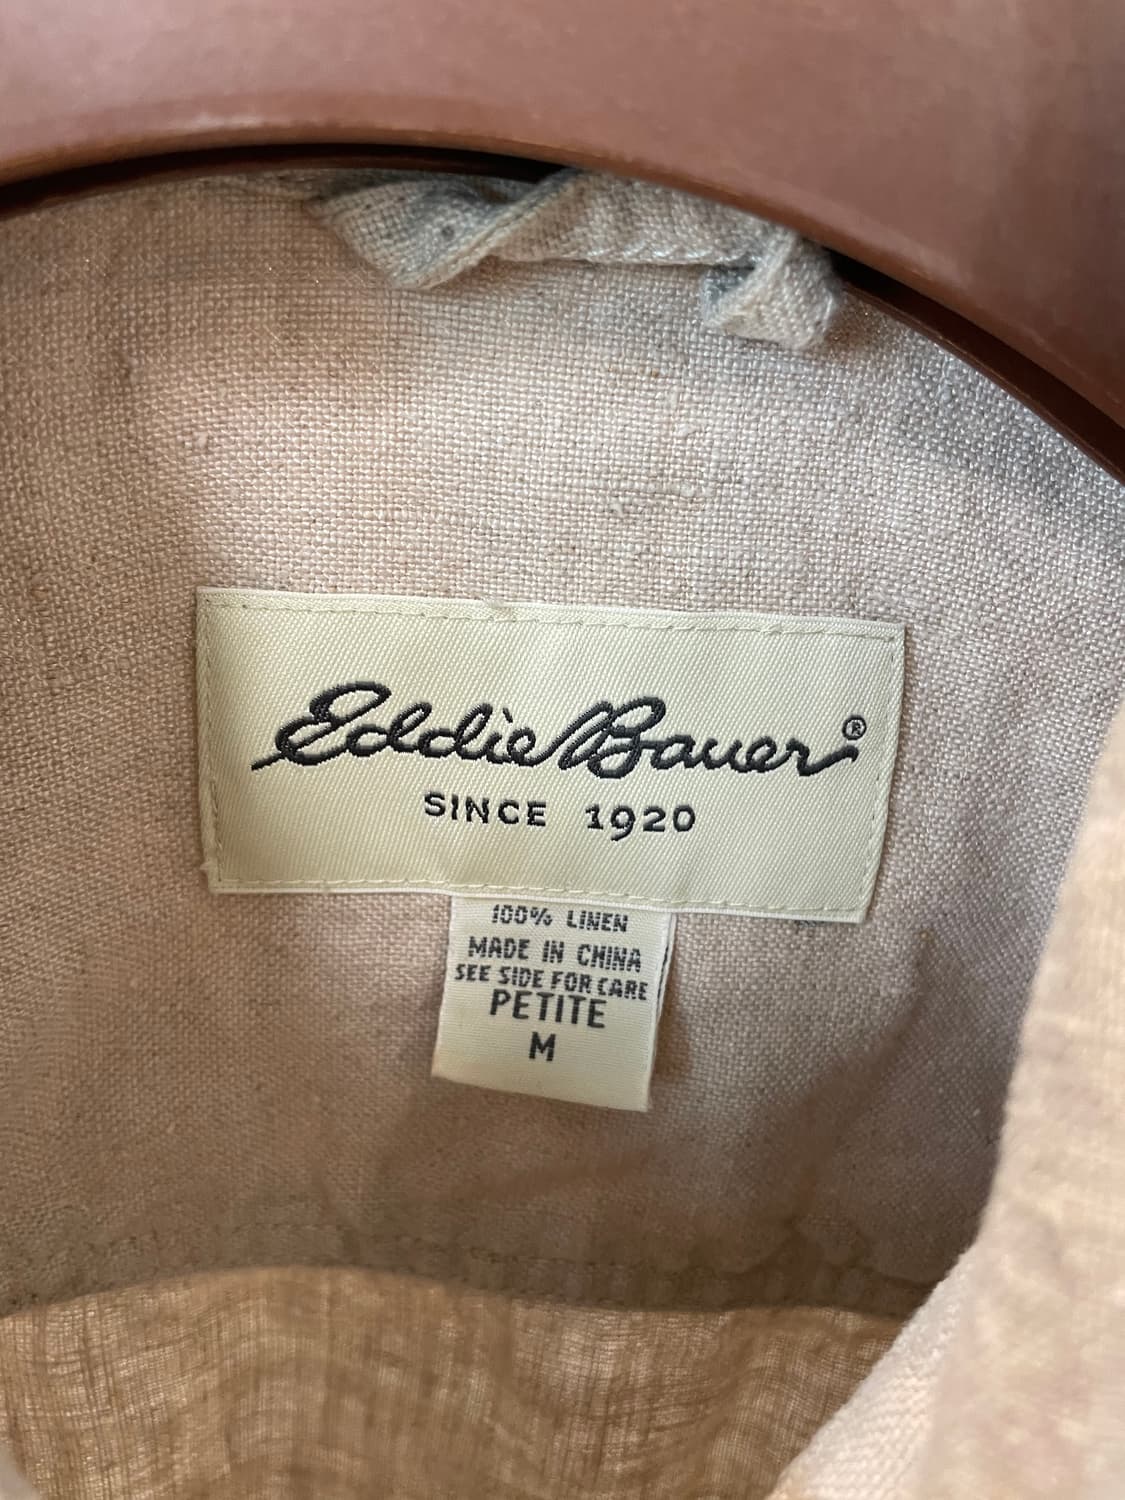 Eddie Bauer®
SINCE 1920
100% LINEN
MADE IN CHINA
SEE SIDE FOR CARE
PETITE
M